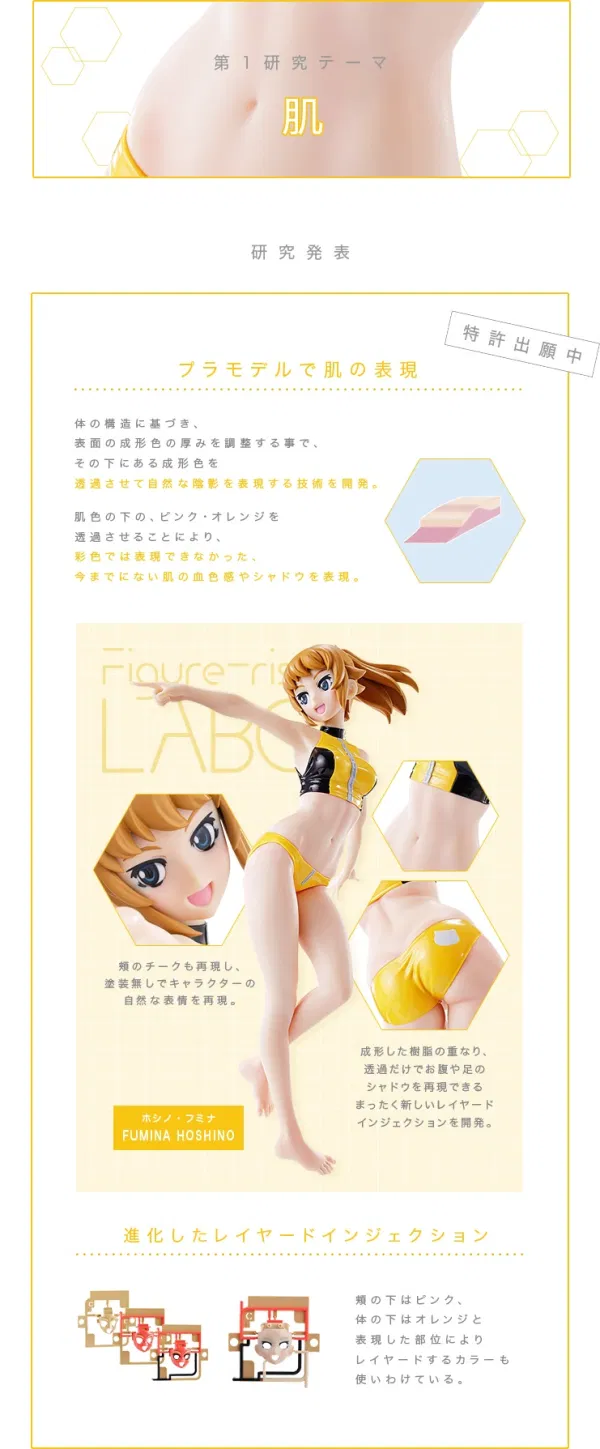 第1研究テーマ
肌
研究発表
特許出願中
プラモデルで肌の表現
体の構造に基づき、
表面の成形色の厚みを調整する事で、
その下にある成形色を
透過させて自然な陰影を表現する技術を開発。
肌色の下の、ピンク・オレンジを
透過させることにより、
彩色では表現できなかった、
今までにない肌の血色感やシャドウを表現。
Figure-ris
LABO
頬のチークも再現し、
塗装無しでキャラクターの
自然な表情を再現。
成形した樹脂の重なり、
透過だけでお腹や足の
シャドウを再現できる
まったく新しいレイヤード
インジェクションを開発。
ホシノ・フミナ
FUMINA HOSHINO
進化したレイヤードインジェクション
頬の下はピンク、
体の下はオレンジと
表現した部位により
レイヤードするカラーも
使いわけている。